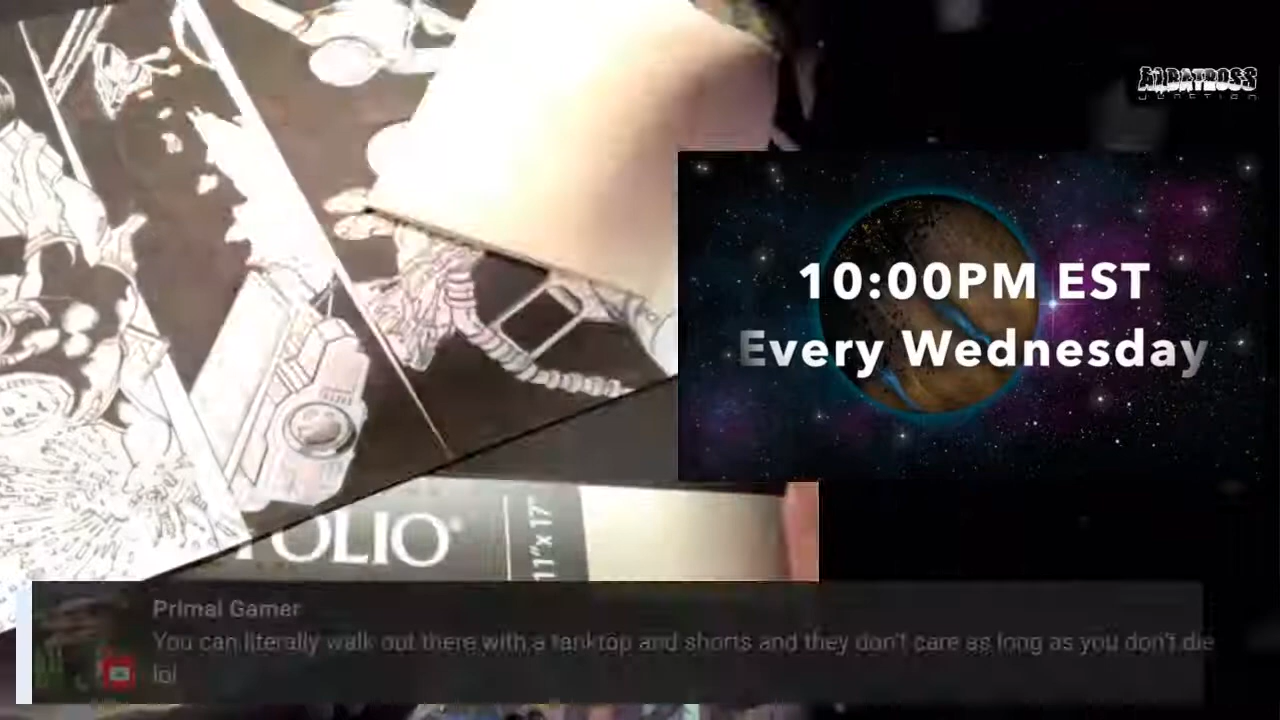 ALBATROSS
JUNCTION
10:00PM EST
Every Wednesday
OLIO®
11"x 17"
Primal Gamer
You can literally walk out there with a tanktop and shorts and they don't care as long as you don't die
lol